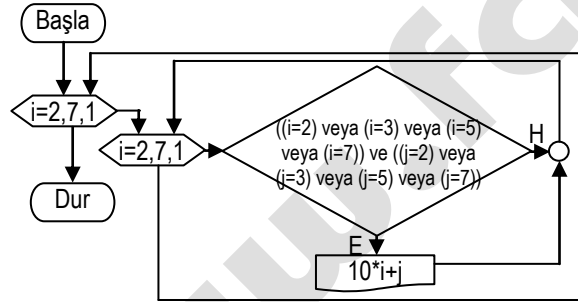 Başla
i=2,7,1
i=2,7,1
((i=2) veya (i=3) veya (i=5)
veya (i=7)) ve ((j=2) veya
(j=3) veya (j=5) veya (j=7))
H
Dur
E
10*i+j